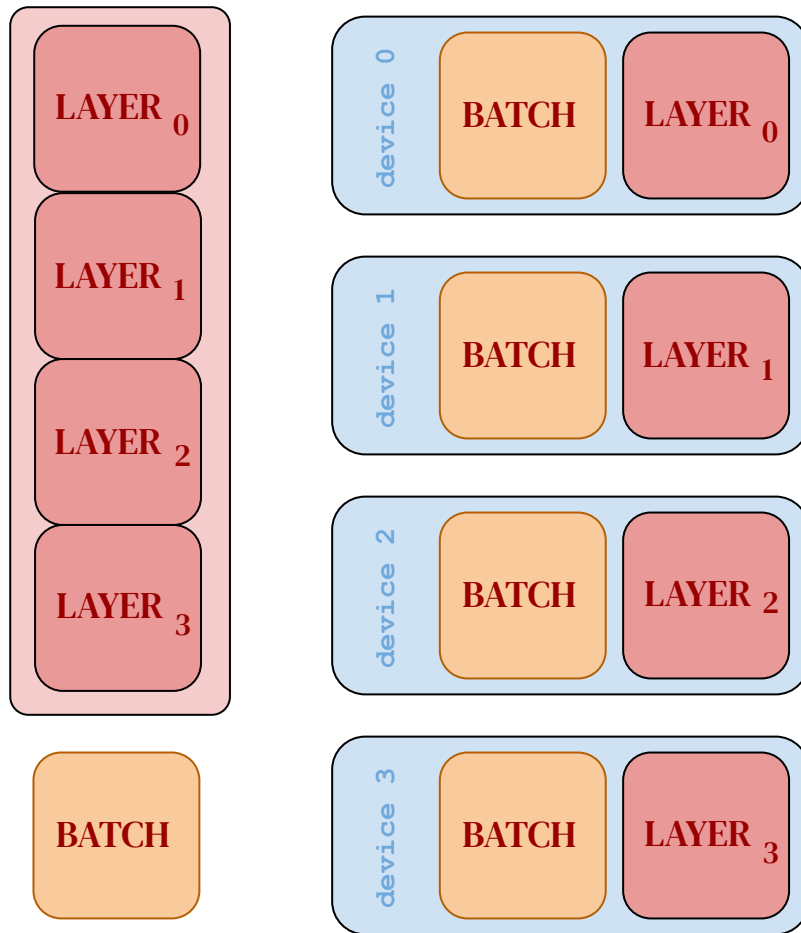 LAYER 0
LAYER 1
LAYER 2
LAYER 3
BATCH
device 0
BATCH
LAYER 0
device 1
BATCH
LAYER 1
device 2
BATCH
LAYER 2
device 3
BATCH
LAYER 3